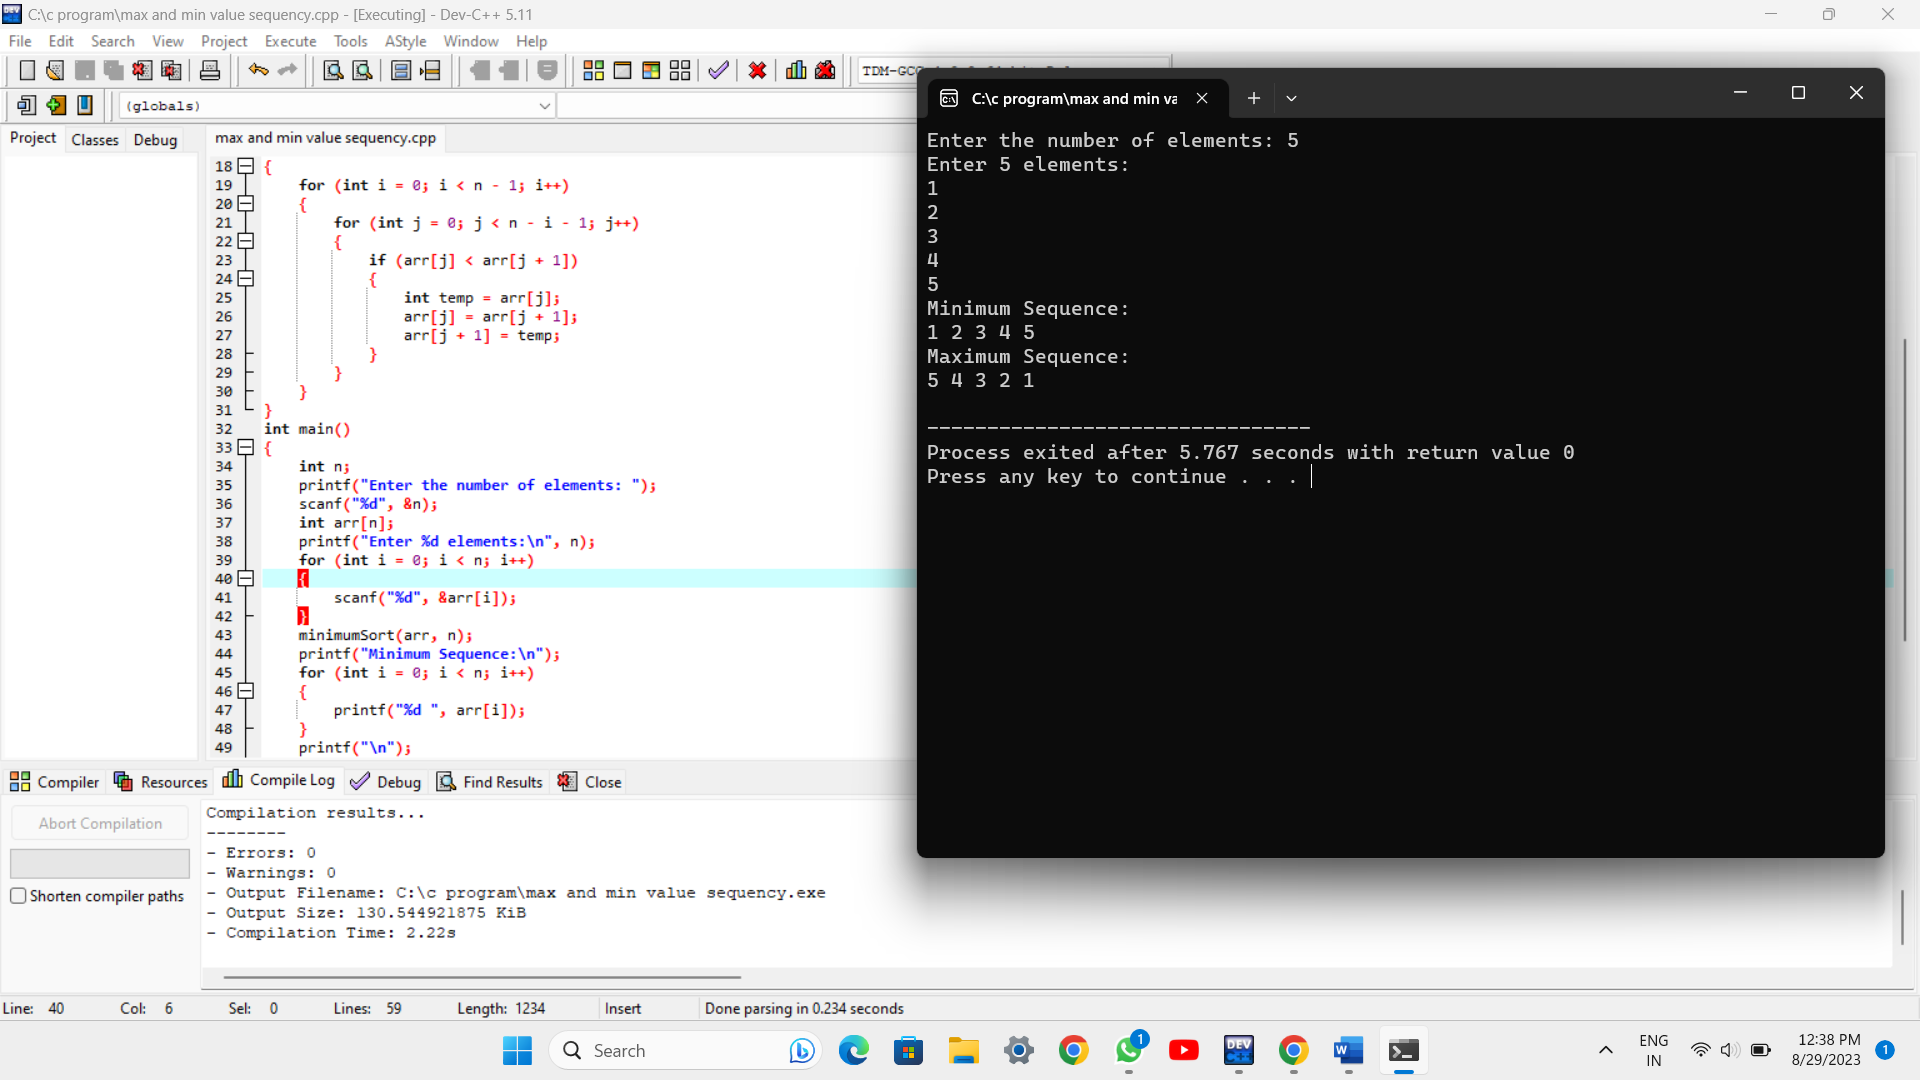 C:\c program\max and min value sequency.cpp - [Executing] - Dev-C++ 5.11
File Edit Search View Project Execute Tools AStyle Window Help
(globals)
Project Classes Debug
max and min value sequency.cpp
18 {
19 for (int i = 0; i < n - 1; i++)
20 {
21 for (int j = 0; j < n - i - 1; j++)
22 {
23 if (arr[j] < arr[j + 1])
24 {
25 int temp = arr[j];
26 arr[j] = arr[j + 1];
27 arr[j + 1] = temp;
28 }
29 }
30 }
31 }
32 int main()
33 {
34 int n;
35 printf("Enter the number of elements: ");
36 scanf("%d", &n);
37 int arr[n];
38 printf("Enter %d elements:\n", n);
39 for (int i = 0; i < n; i++)
40 {
41 scanf("%d", &arr[i]);
42 }
43 minimumSort(arr, n);
44 printf("Minimum Sequence:\n");
45 for (int i = 0; i < n; i++)
46 {
47 printf("%d ", arr[i]);
48 }
49 printf("\n");
C:\c program\max and min va
Enter the number of elements: 5
Enter 5 elements:
1
2
3
4
5
Minimum Sequence:
1 2 3 4 5
Maximum Sequence:
5 4 3 2 1
--------------------------------
Process exited after 5.767 seconds with return value 0
Press any key to continue . . .
Compiler Resources Compile Log Debug Find Results Close
Abort Compilation
Shorten compiler paths
Compilation results...
--------
- Errors: 0
- Warnings: 0
- Output Filename: C:\c program\max and min value sequency.exe
- Output Size: 130.544921875 KiB
- Compilation Time: 2.22s
Line: 40 Col: 6 Sel: 0 Lines: 59 Length: 1234 Insert Done parsing in 0.234 seconds
Search
1
DEV
W
ENG
IN
12:38 PM
8/29/2023
1